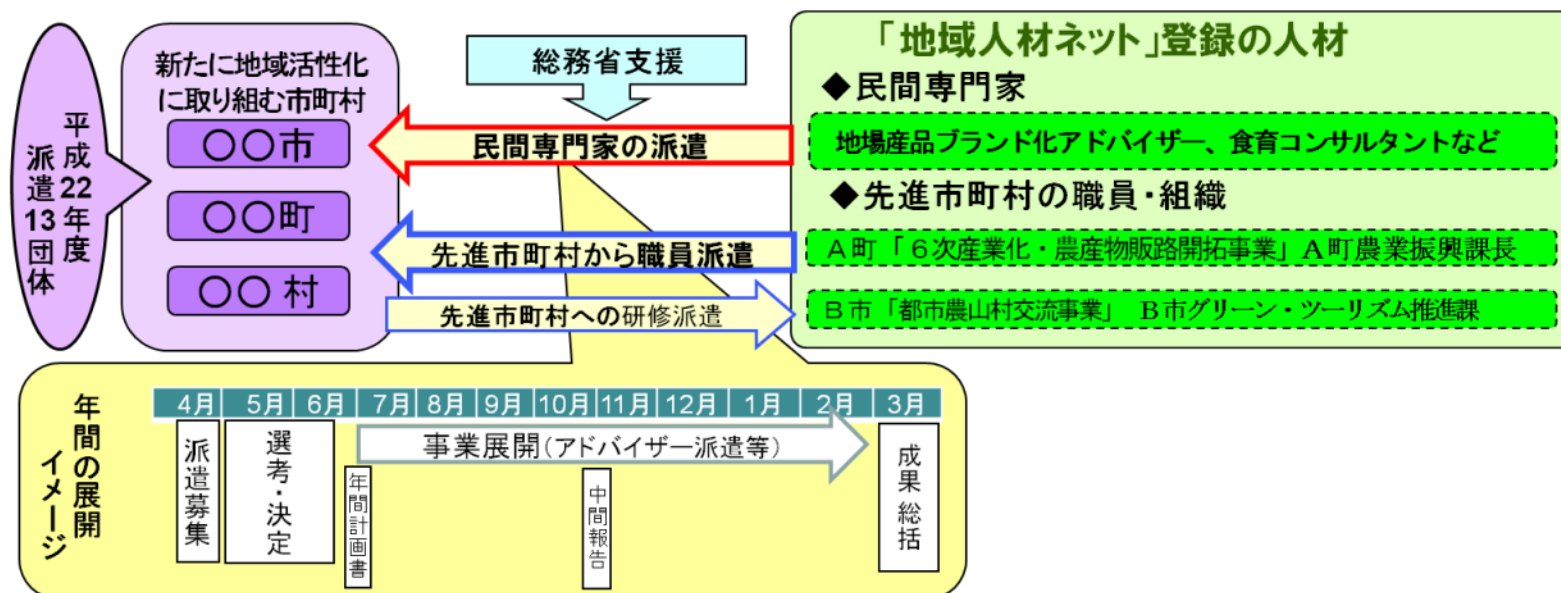 平成22年度
派遣13団体
新たに地域活性化
に取り組む市町村
〇〇市
〇〇町
〇〇 村
総務省支援
民間専門家の派遣
先進市町村から職員派遣
先進市町村への研修派遣
「地域人材ネット」登録の人材
◆民間専門家
地場産品ブランド化アドバイザー、食育コンサルタントなど
◆先進市町村の職員・組織
A町「6次産業化・農産物販路開拓事業」A町農業振興課長
B市「都市農山村交流事業」 B市グリーン・ツーリズム推進課
年間の展開
イメージ
4月 5月 6月 7月 8月 9月 10月 11月 12月 1月 2月 3月
派遣募集
選考・決定
年間計画書
事業展開(アドバイザー派遣等)
中間報告
成果 総括